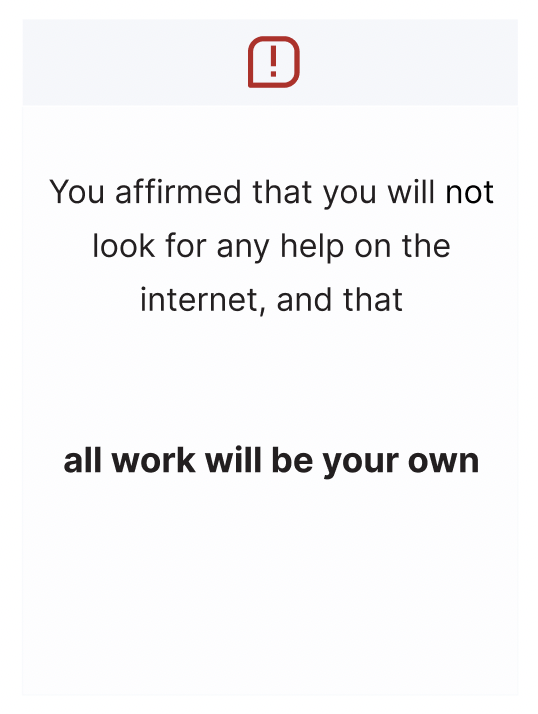 You affirmed that you will not
look for any help on the
internet, and that
all work will be your own